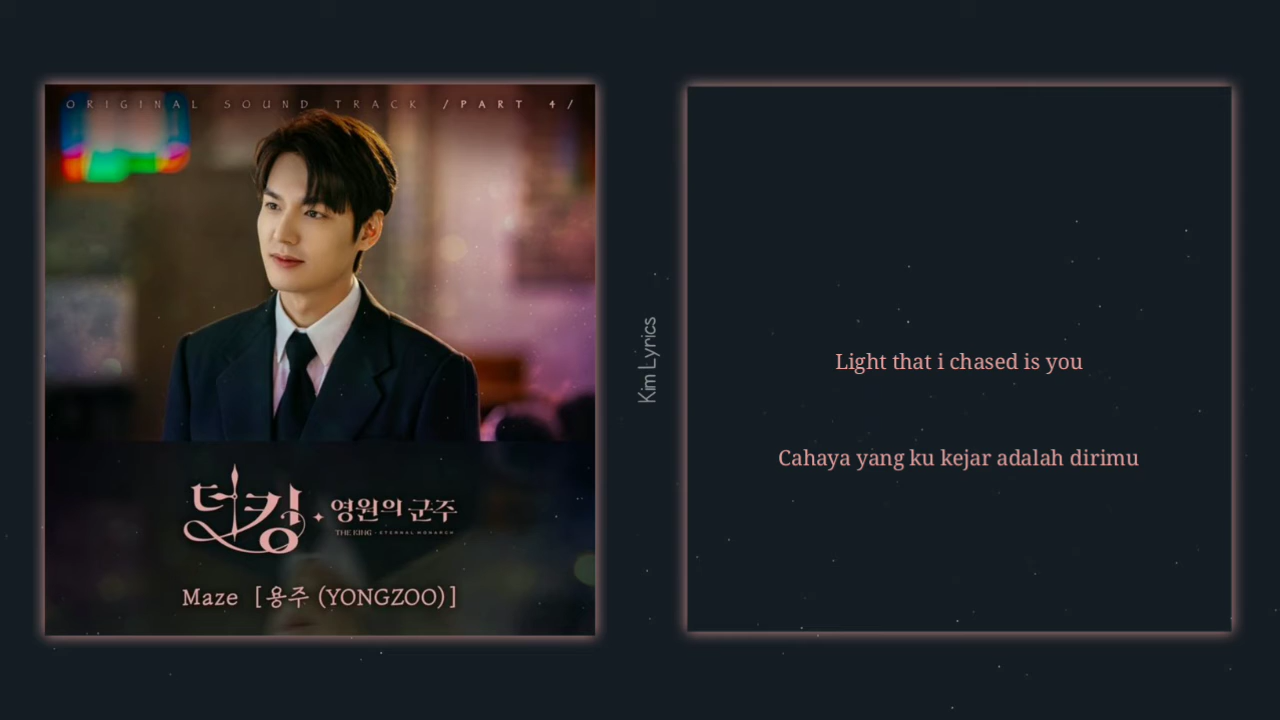 ORIGINAL SOUND TRACK /PART 4/
더킹 영원의 군주
THE KING : ETERNAL MONARCH
Maze [용주 (YONGZOO)]
Kim Lyrics
Light that i chased is you
Cahaya yang ku kejar adalah dirimu